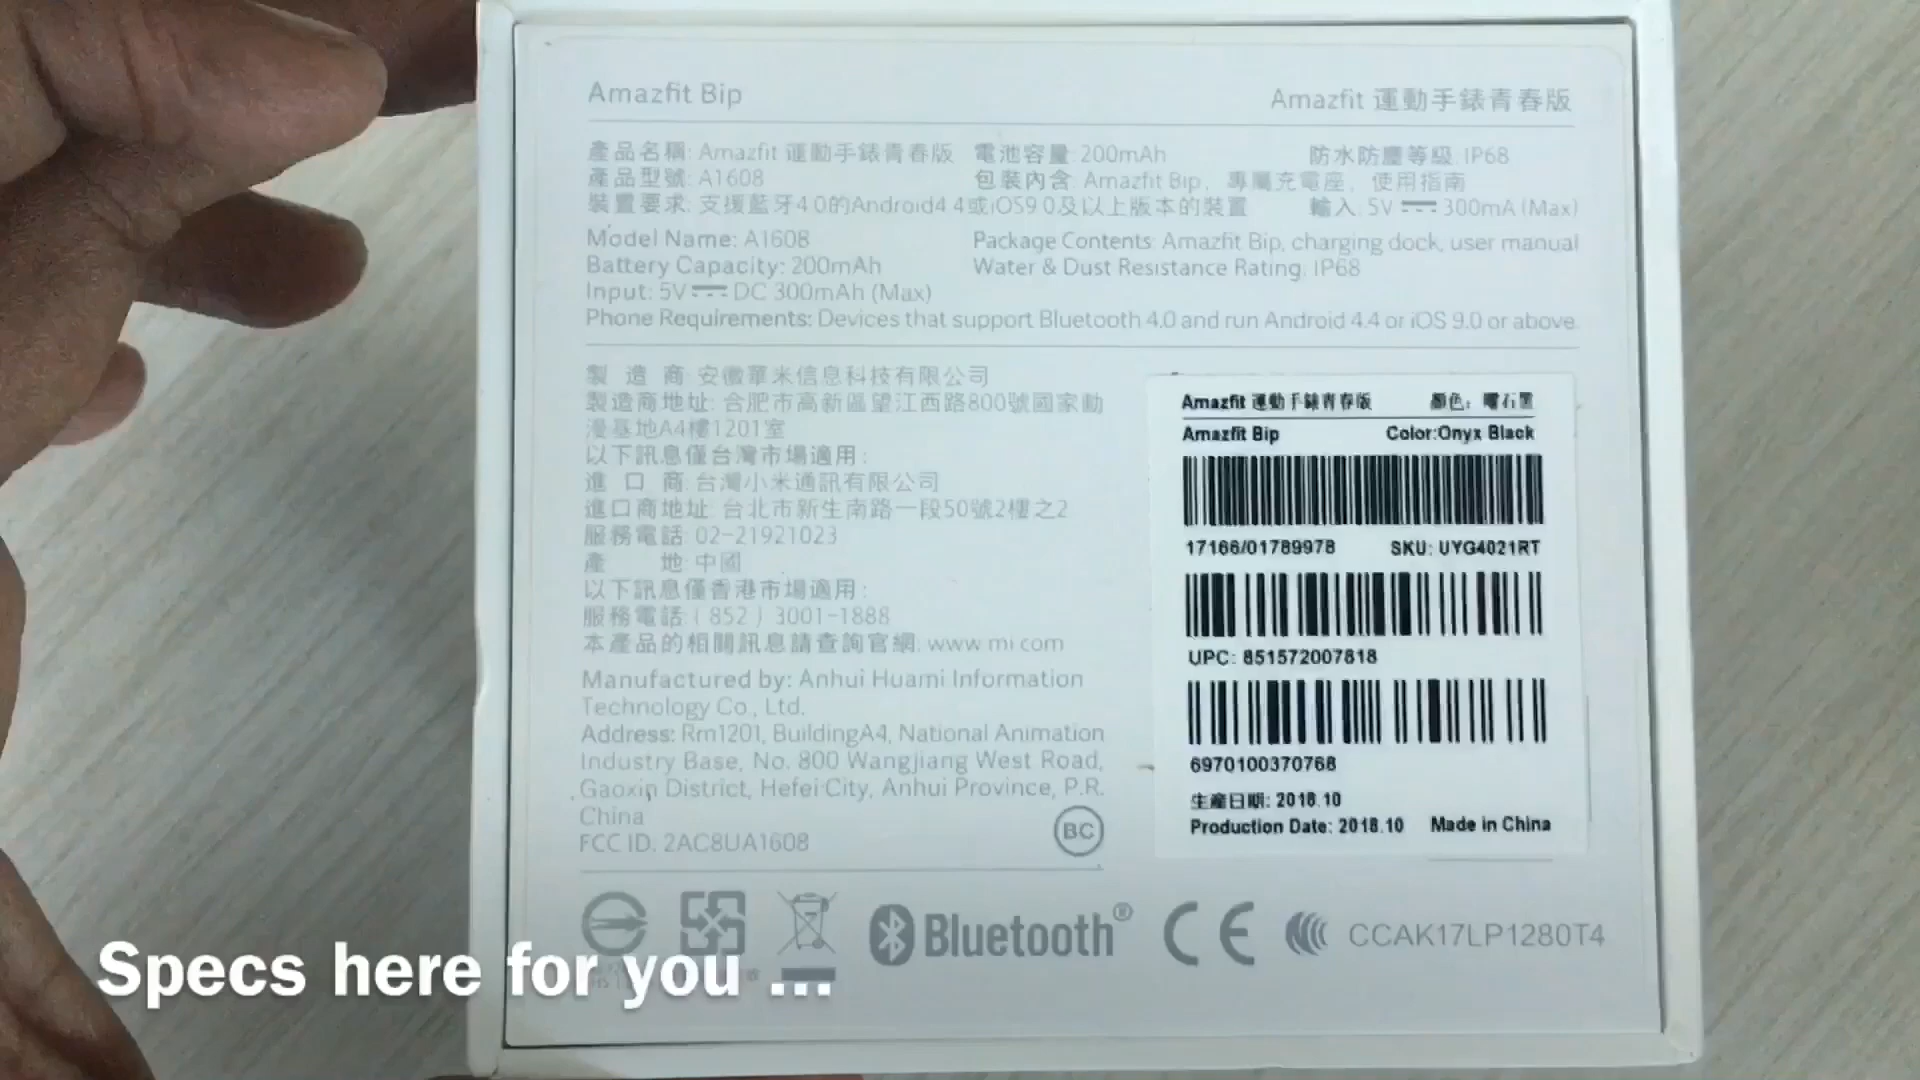 Amazfit Bip
Amazfit 運動手錶青春版
產品名稱: Amazfit 運動手錶青春版 電池容量: 200mAh 防水防塵等級: IP68
產品型號: A1608 包裝內含: Amazfit Bip、專屬充電座、使用指南
裝置要求: 支援藍牙4.0的Android4.4或iOS9.0及以上版本的裝置 輸入: 5V 300mA (Max)
Model Name: A1608 Package Contents: Amazfit Bip, charging dock, user manual
Battery Capacity: 200mAh Water & Dust Resistance Rating: IP68
Input: 5V DC 300mAh (Max)
Phone Requirements: Devices that support Bluetooth 4.0 and run Android 4.4 or iOS 9.0 or above.
製 造 商: 安徽華米信息科技有限公司
製造商地址: 合肥市高新區望江西路800號國家動
漫基地A4樓1201室
以下訊息僅台灣市場適用:
進 口 商: 台灣小米通訊有限公司
進口商地址: 台北市新生南路一段50號2樓之2
服務電話: 02-21921023
產 地: 中國
以下訊息僅香港市場適用:
服務電話: (852) 3001-1888
本產品的相關訊息請查詢官網: www.mi.com
Manufactured by: Anhui Huami Information
Technology Co., Ltd.
Address: Rm1201, BuildingA4, National Animation
Industry Base, No. 800 Wangjiang West Road,
Gaoxin District, Hefei City, Anhui Province, P.R.
China
FCC ID: 2AC8UA1608
BC
Amazfit 運動手錶青春版 顏色: 曜石黑
Amazfit Bip Color:Onyx Black
17166/01789978 SKU: UYG4021RT
UPC: 851572007818
6970100370768
生產日期: 2018.10
Production Date: 2018.10 Made in China
Bluetooth® CE CCAK17LP1280T4
Specs here for you ...